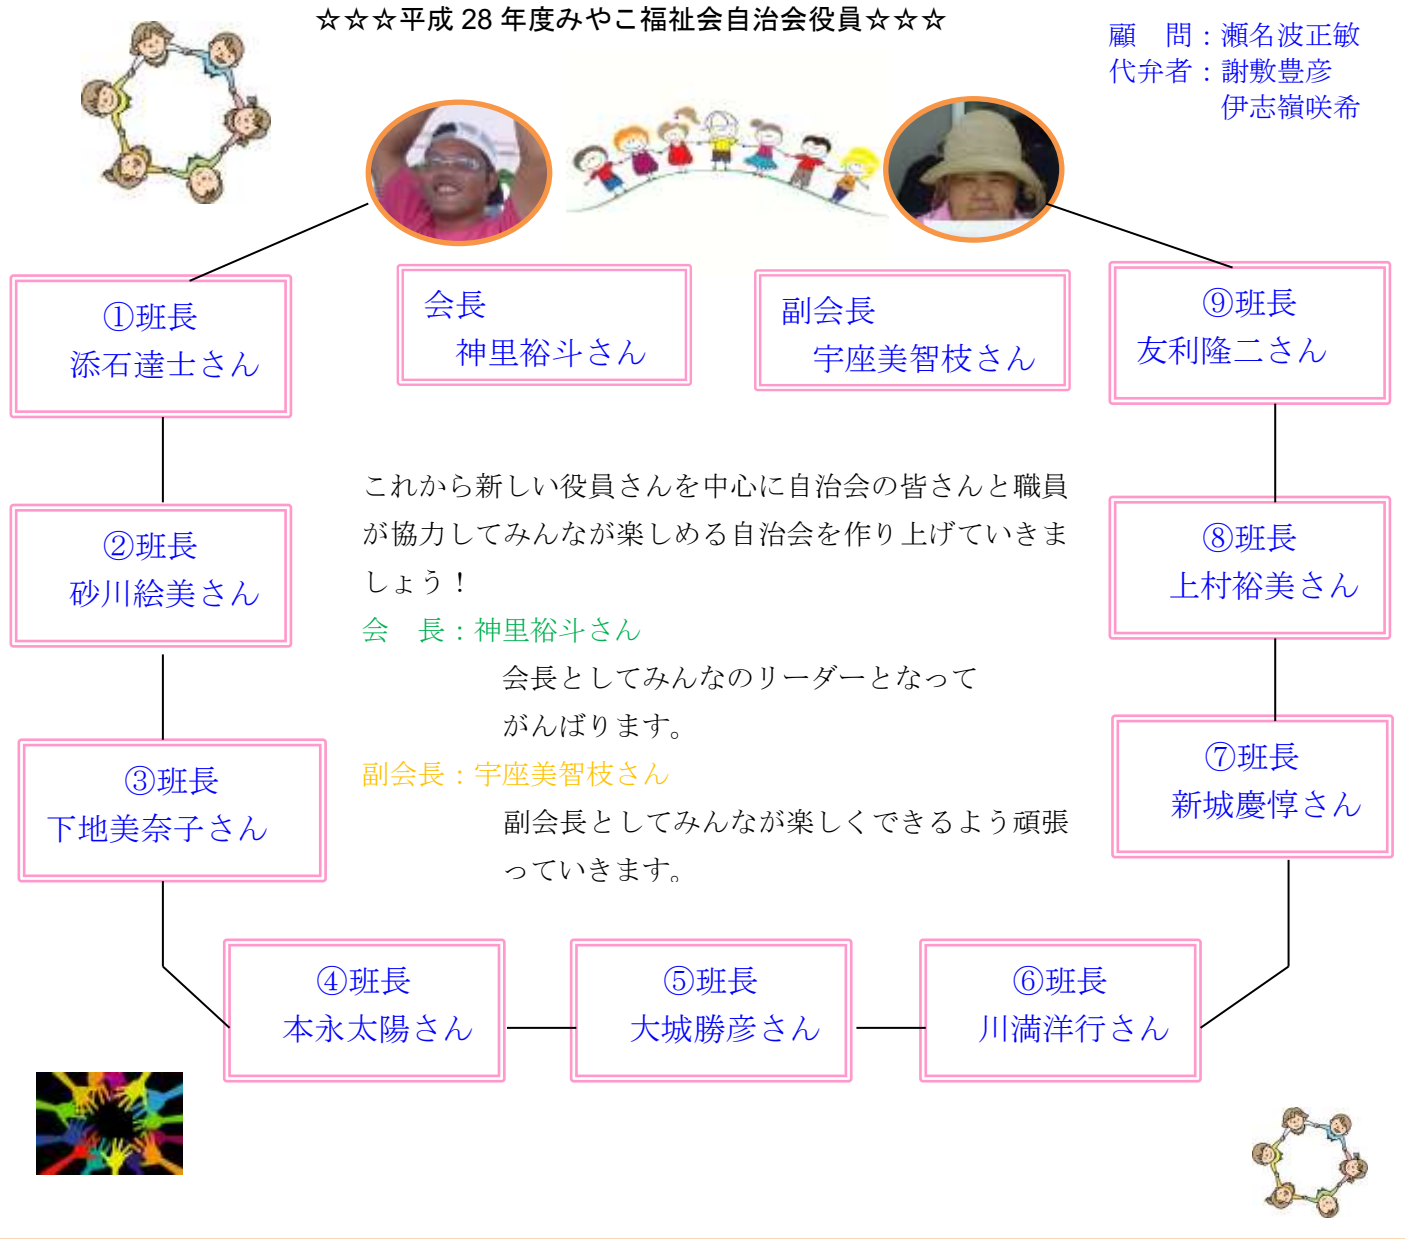 ☆☆☆平成 28 年度みやこ福祉会自治会役員☆☆☆
顧　問：瀬名波正敏
代弁者：謝敷豊彦
伊志嶺咲希
会長
神里裕斗さん
副会長
宇座美智枝さん
①班長
添石達士さん
②班長
砂川絵美さん
③班長
下地美奈子さん
④班長
本永太陽さん
⑤班長
大城勝彦さん
⑥班長
川満洋行さん
⑦班長
新城慶惇さん
⑧班長
上村裕美さん
⑨班長
友利隆二さん
これから新しい役員さんを中心に自治会の皆さんと職員
が協力してみんなが楽しめる自治会を作り上げていきま
しょう！
会　長：神里裕斗さん
会長としてみんなのリーダーとなって
がんばります。
副会長：宇座美智枝さん
副会長としてみんなが楽しくできるよう頑張
っていきます。